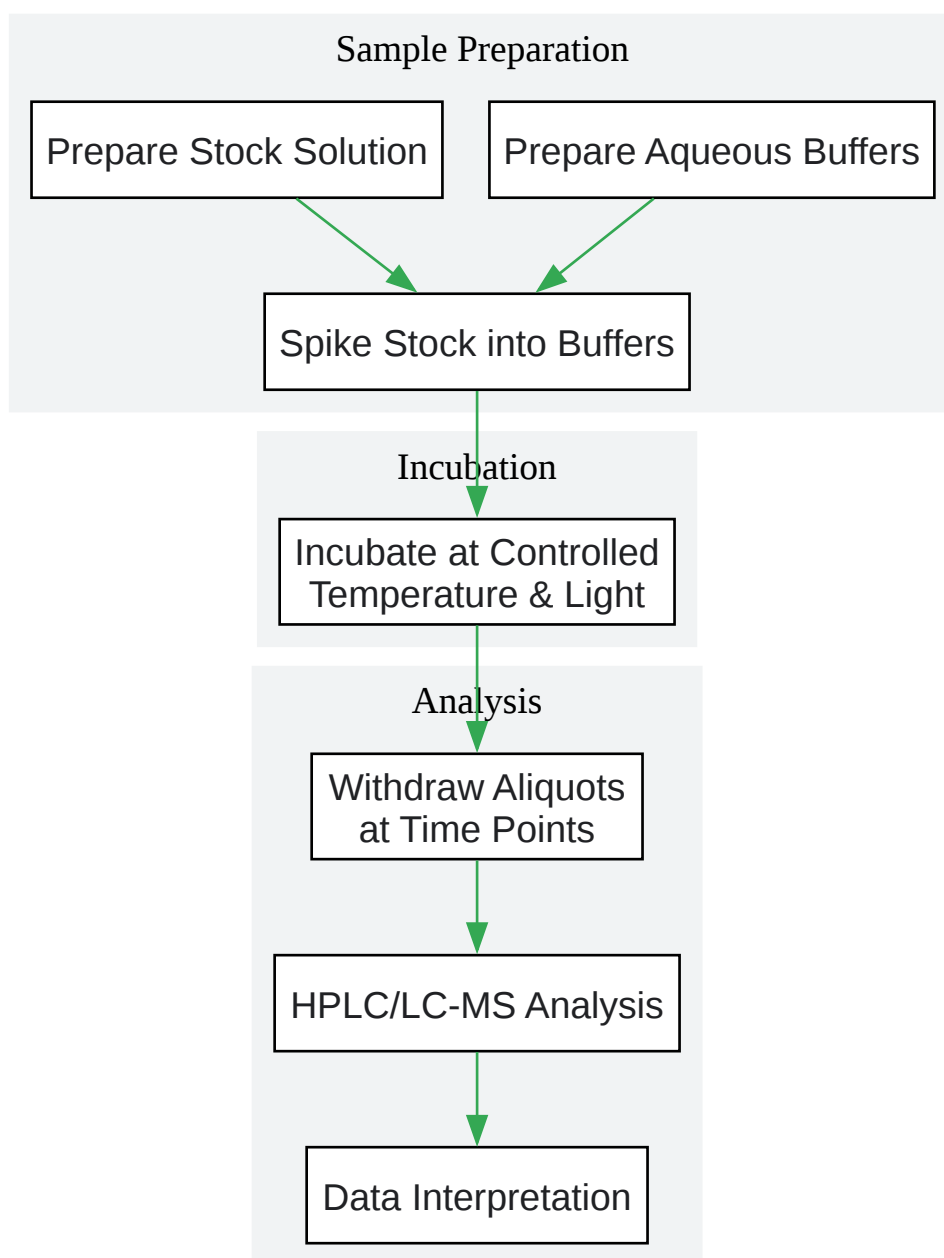 Sample Preparation
Prepare Stock Solution
Prepare Aqueous Buffers
Spike Stock into Buffers
Incubation
Incubate at Controlled
Temperature & Light
Analysis
Withdraw Aliquots
at Time Points
HPLC/LC-MS Analysis
Data Interpretation